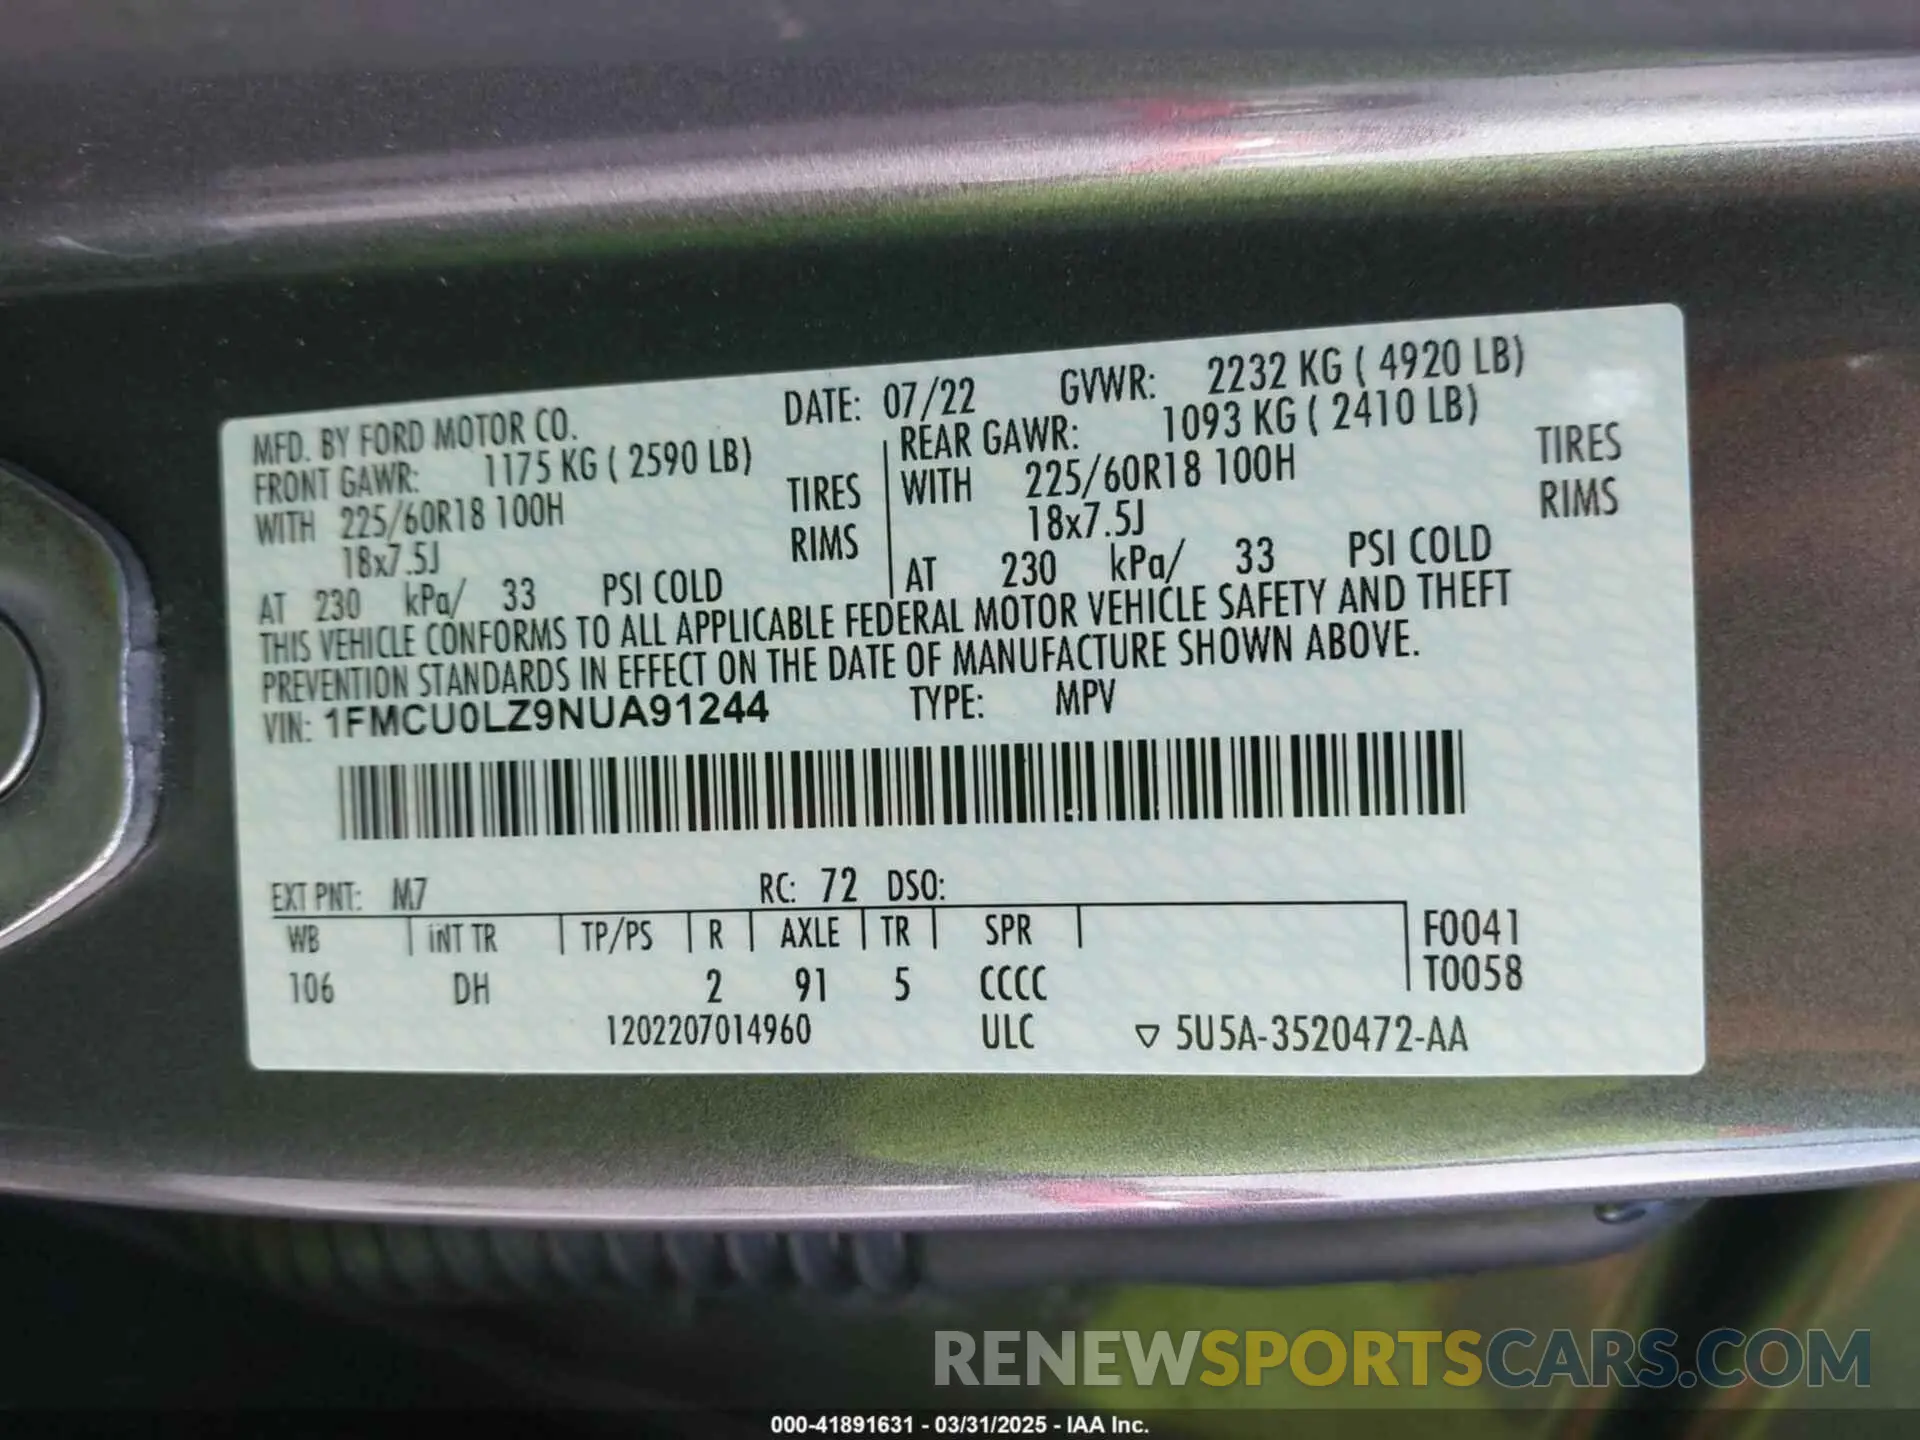 MFD. BY FORD MOTOR CO. DATE: 07/22 GVWR: 2232 KG ( 4920 LB)
FRONT GAWR: 1175 KG ( 2590 LB) REAR GAWR: 1093 KG ( 2410 LB)
WITH 225/60R18 100H TIRES WITH 225/60R18 100H TIRES
18x7.5J RIMS 18x7.5J RIMS
AT 230 kPa/ 33 PSI COLD AT 230 kPa/ 33 PSI COLD
THIS VEHICLE CONFORMS TO ALL APPLICABLE FEDERAL MOTOR VEHICLE SAFETY AND THEFT
PREVENTION STANDARDS IN EFFECT ON THE DATE OF MANUFACTURE SHOWN ABOVE.
VIN: 1FMCU0LZ9NUA91244 TYPE: MPV
EXT PNT: M7 RC: 72 DSO:
WB iNT TR TP/PS R AXLE TR SPR F0041
106 DH 2 91 5 CCCC T0058
1202207014960 ULC ▽ 5U5A-3520472-AA
RENEWSPORTSCARS.COM
000-41891631 - 03/31/2025 - IAA Inc.